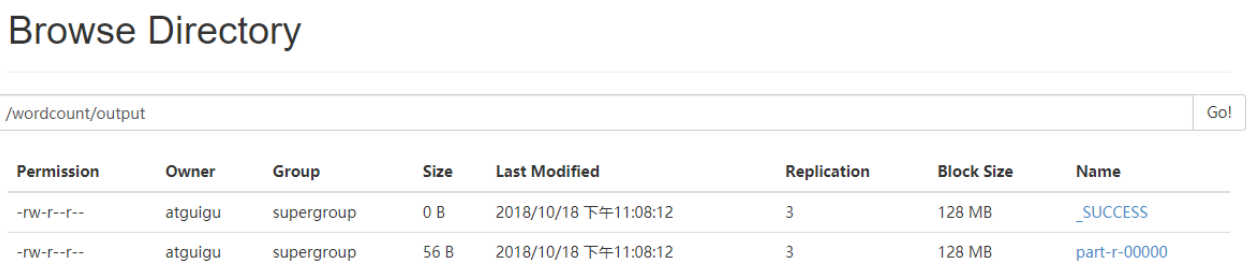 Browse Directory
/wordcount/output Go!
Permission Owner Group Size Last Modified Replication Block Size Name
-rw-r--r-- atguigu supergroup 0 B 2018/10/18 下午11:08:12 3 128 MB _SUCCESS
-rw-r--r-- atguigu supergroup 56 B 2018/10/18 下午11:08:12 3 128 MB part-r-00000